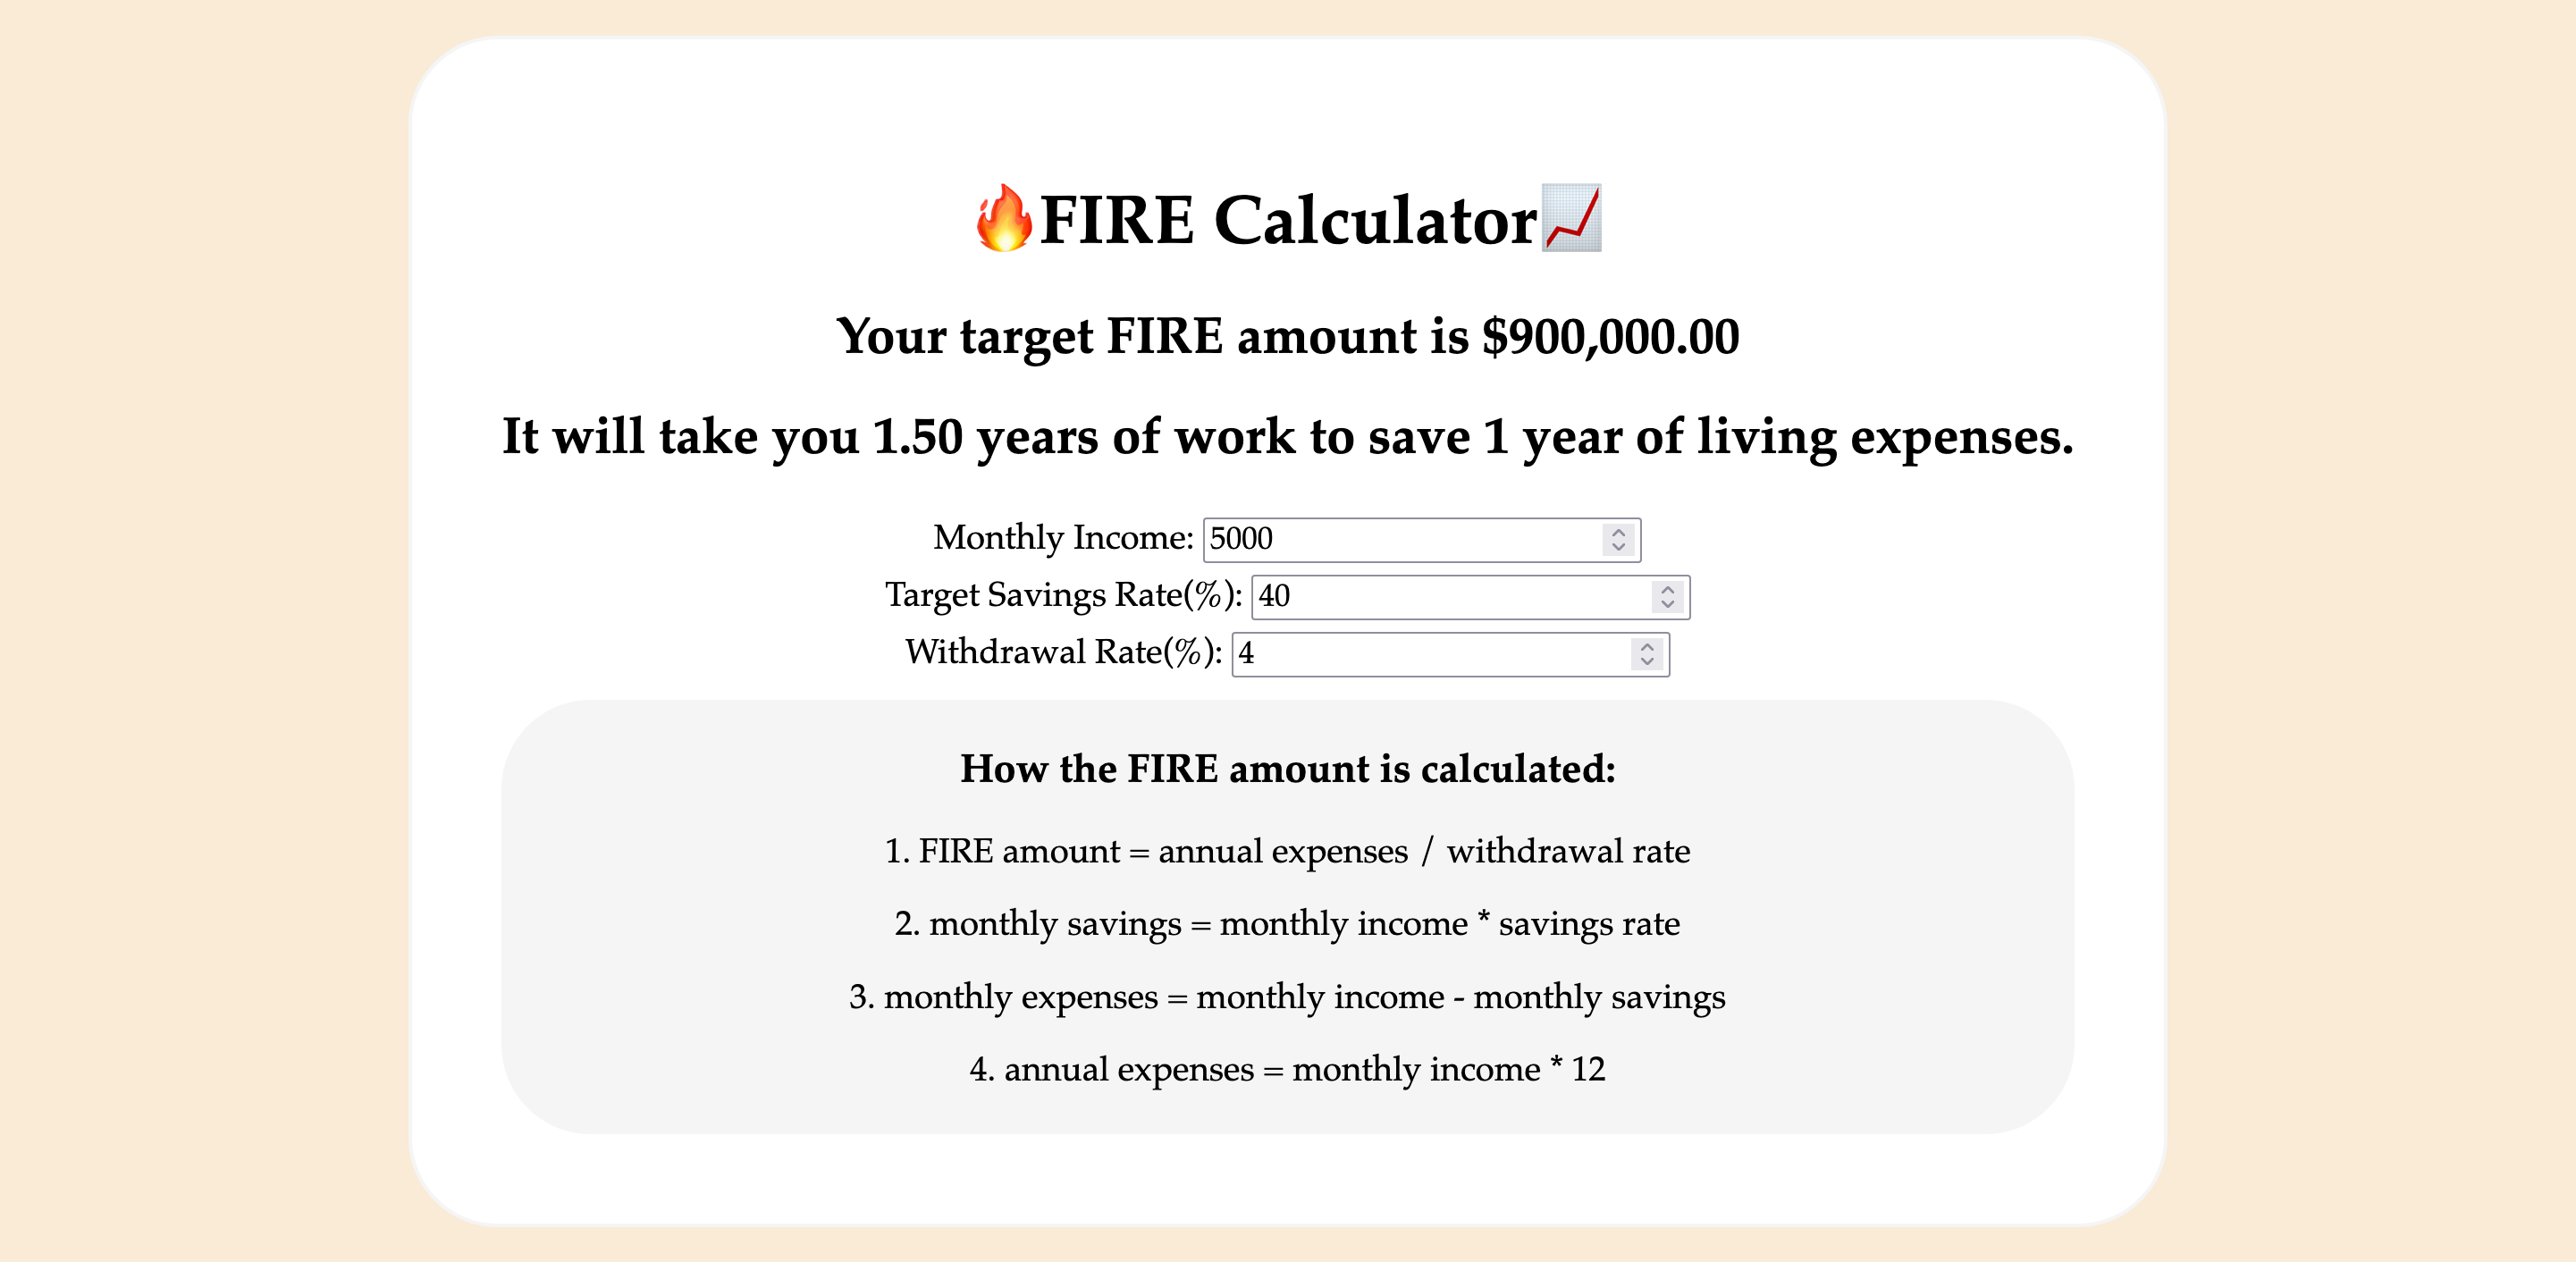 🔥FIRE Calculator📈
Your target FIRE amount is $900,000.00
It will take you 1.50 years of work to save 1 year of living expenses.
Monthly Income: 5000
Target Savings Rate(%): 40
Withdrawal Rate(%): 4
How the FIRE amount is calculated:
1. FIRE amount = annual expenses / withdrawal rate
2. monthly savings = monthly income * savings rate
3. monthly expenses = monthly income - monthly savings
4. annual expenses = monthly income * 12